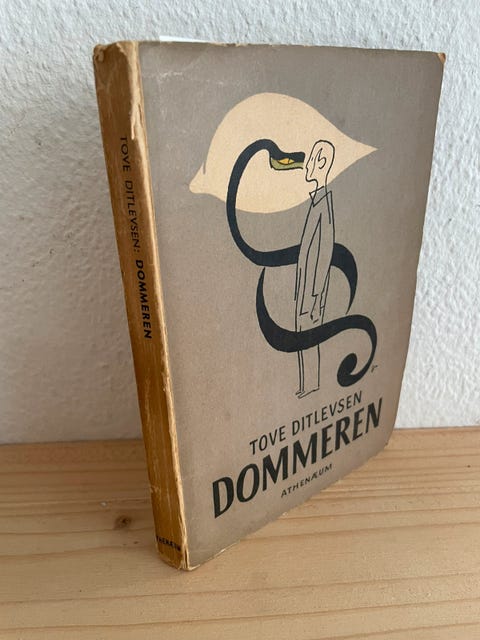 TOVE DITLEVSEN: DOMMEREN
TOVE DITLEVSEN
DOMMEREN
ATHENÆUM